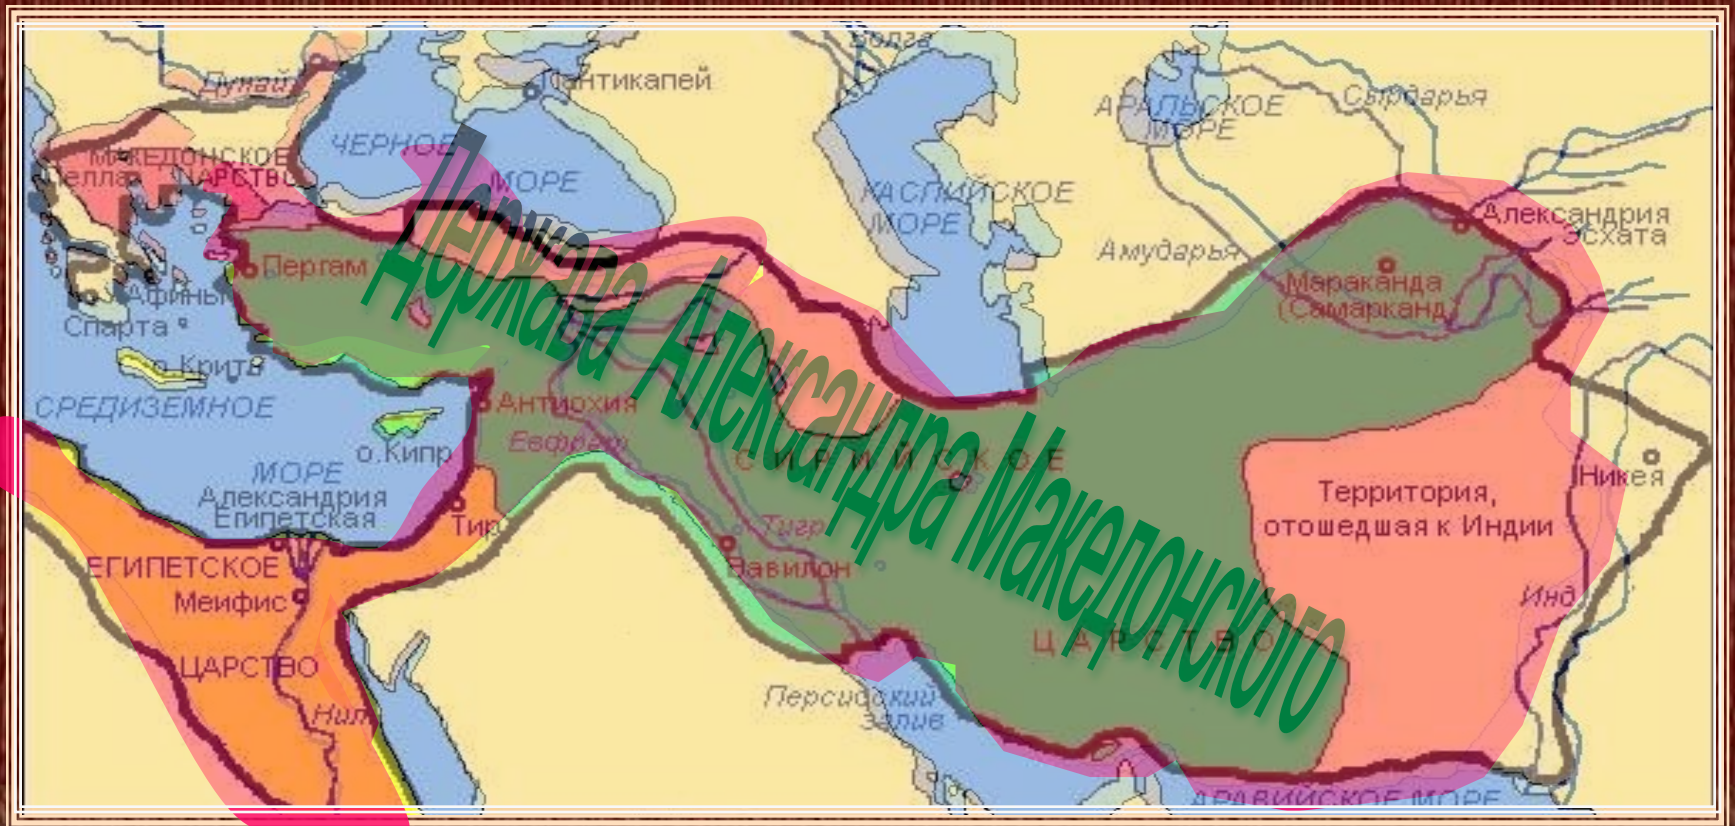 Волга
Дунай
Пантикапей
АРАЛЬСКОЕ
МОРЕ
Сырдарья
ЧЕРНОЕ
МОРЕ
МАКЕДОНСКОЕ
Пелла ЦАРСТВО
КАСПИЙСКОЕ
МОРЕ
Александрия
Эсхата
Амударья
Пергам
Мараканда
(Самарканд)
Афины
Спарта
о.Крит
СРЕДИЗЕМНОЕ
МОРЕ
Антиохия
Евфрат
о.Кипр
СИРИЙСКОЕ
ЦАРСТВО
Держава Александра Македонского
Никея
Территория,
отошедшая к Индии
Александрия
Египетская
Тир
Тигр
Вавилон
ЕГИПЕТСКОЕ
Меифис
ЦАРСТВО
Нил
Инд
Персидский
залив
АРАВИЙСКОЕ МОРЕ